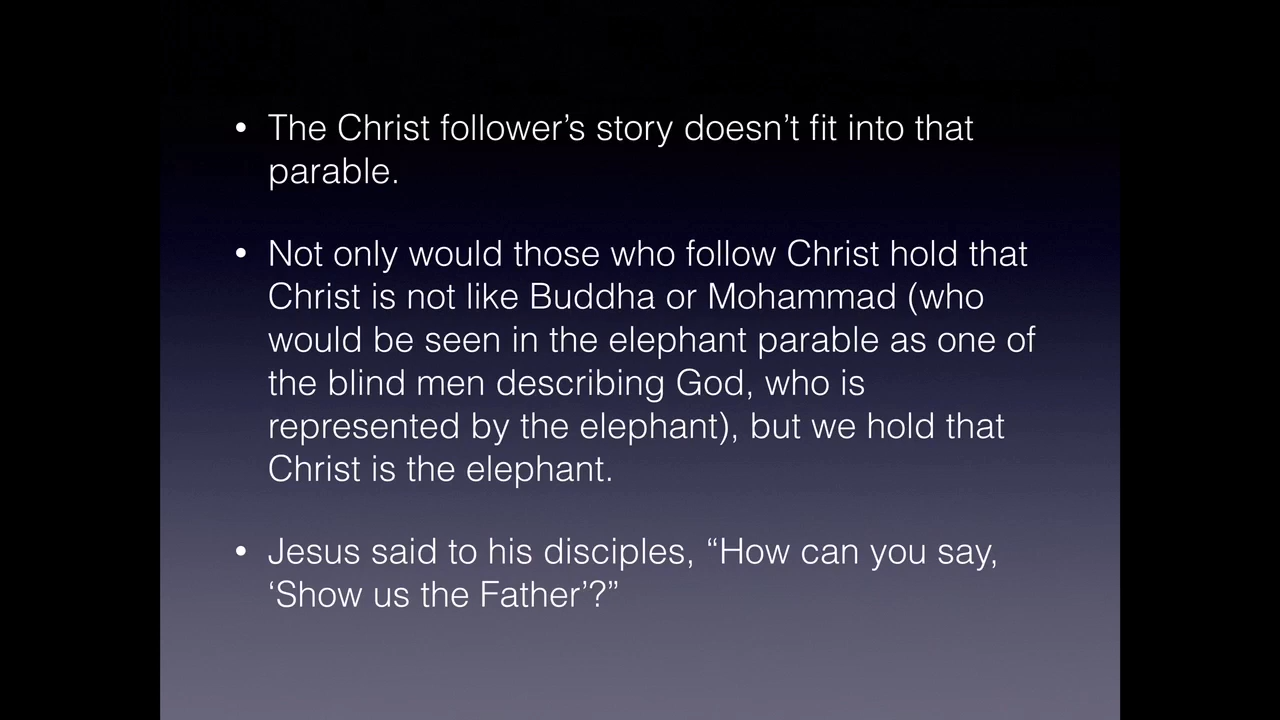 • The Christ follower’s story doesn’t fit into that
parable.
• Not only would those who follow Christ hold that
Christ is not like Buddha or Mohammad (who
would be seen in the elephant parable as one of
the blind men describing God, who is
represented by the elephant), but we hold that
Christ is the elephant.
• Jesus said to his disciples, “How can you say,
‘Show us the Father’?”